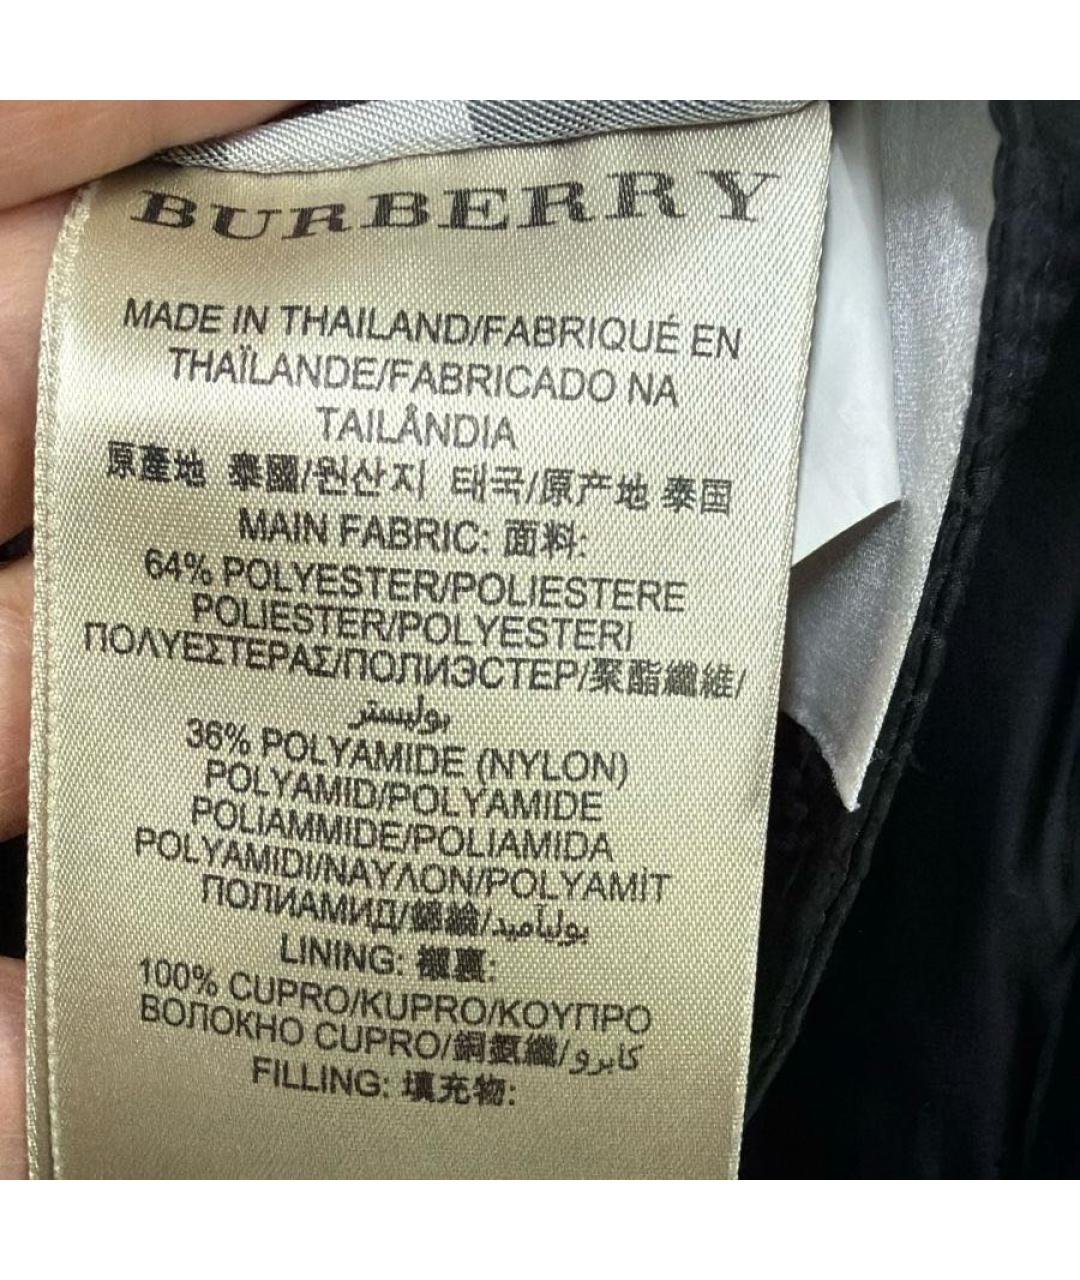 BURBERRY
MADE IN THAILAND/FABRIQUÉ EN
THAÏLANDE/FABRICADO NA
TAILÂNDIA
原產地 泰國/원산지 태국/原产地 泰国
MAIN FABRIC: 面料:
64% POLYESTER/POLIESTERE
POLIESTER/POLYESTERI
ΠΟΛΥΕΣΤΕΡΑΣ/ПОЛИЭСТЕР/聚酯纖維/
بوليستر
36% POLYAMIDE (NYLON)
POLYAMID/POLYAMIDE
POLIAMMIDE/POLIAMIDA
POLYAMIDI/ΝΑΥΛΟΝ/POLYAMİT
ПОЛИАМИД/錦綸/بوليآميد
LINING: 襯裏:
100% CUPRO/KUPRO/ΚΟΥΠΡΟ
ВОЛОКНО CUPRO/銅氨纖/كابرو
FILLING: 填充物: